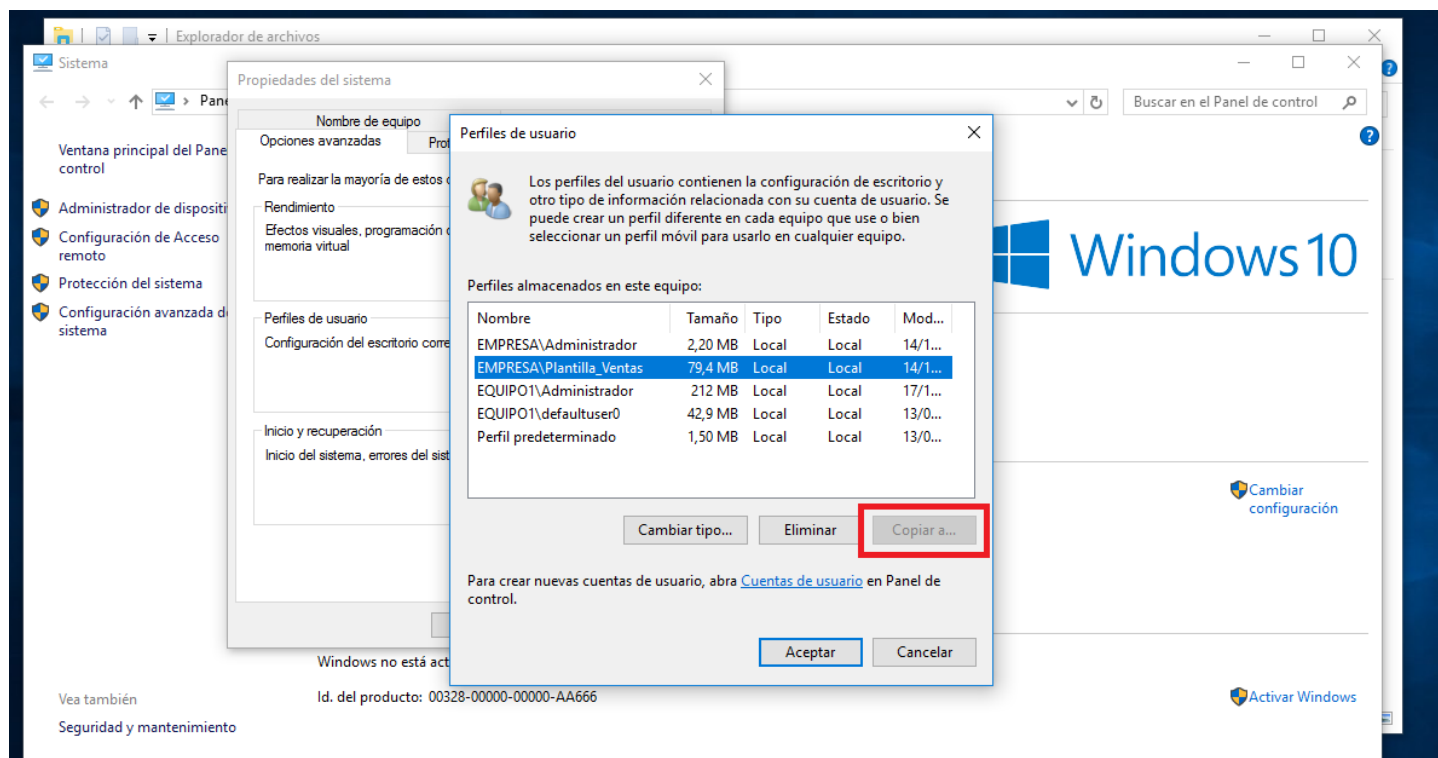 Explorador de archivos
Sistema
Pane
Buscar en el Panel de control
Ventana principal del Pane
control
Administrador de dispositi
Configuración de Acceso
remoto
Protección del sistema
Configuración avanzada d
sistema
Vea también
Seguridad y mantenimiento
Propiedades del sistema
Nombre de equipo
Opciones avanzadas
Prot
Para realizar la mayoría de estos c
Rendimiento
Efectos visuales, programación d
memoria virtual
Perfiles de usuario
Configuración del escritorio corre
Inicio y recuperación
Inicio del sistema, errores del sist
Perfiles de usuario
Los perfiles del usuario contienen la configuración de escritorio y
otro tipo de información relacionada con su cuenta de usuario. Se
puede crear un perfil diferente en cada equipo que use o bien
seleccionar un perfil móvil para usarlo en cualquier equipo.
Perfiles almacenados en este equipo:
Nombre Tamaño Tipo Estado Mod...
EMPRESA\Administrador 2,20 MB Local Local 14/1...
EMPRESA\Plantilla_Ventas 79,4 MB Local Local 14/1...
EQUIPO1\Administrador 212 MB Local Local 17/1...
EQUIPO1\defaultuser0 42,9 MB Local Local 13/0...
Perfil predeterminado 1,50 MB Local Local 13/0...
Cambiar tipo... Eliminar Copiar a...
Para crear nuevas cuentas de usuario, abra Cuentas de usuario en Panel de
control.
Aceptar Cancelar
Windows 10
Cambiar
configuración
Windows no está act
Id. del producto: 00328-00000-00000-AA666
Activar Windows